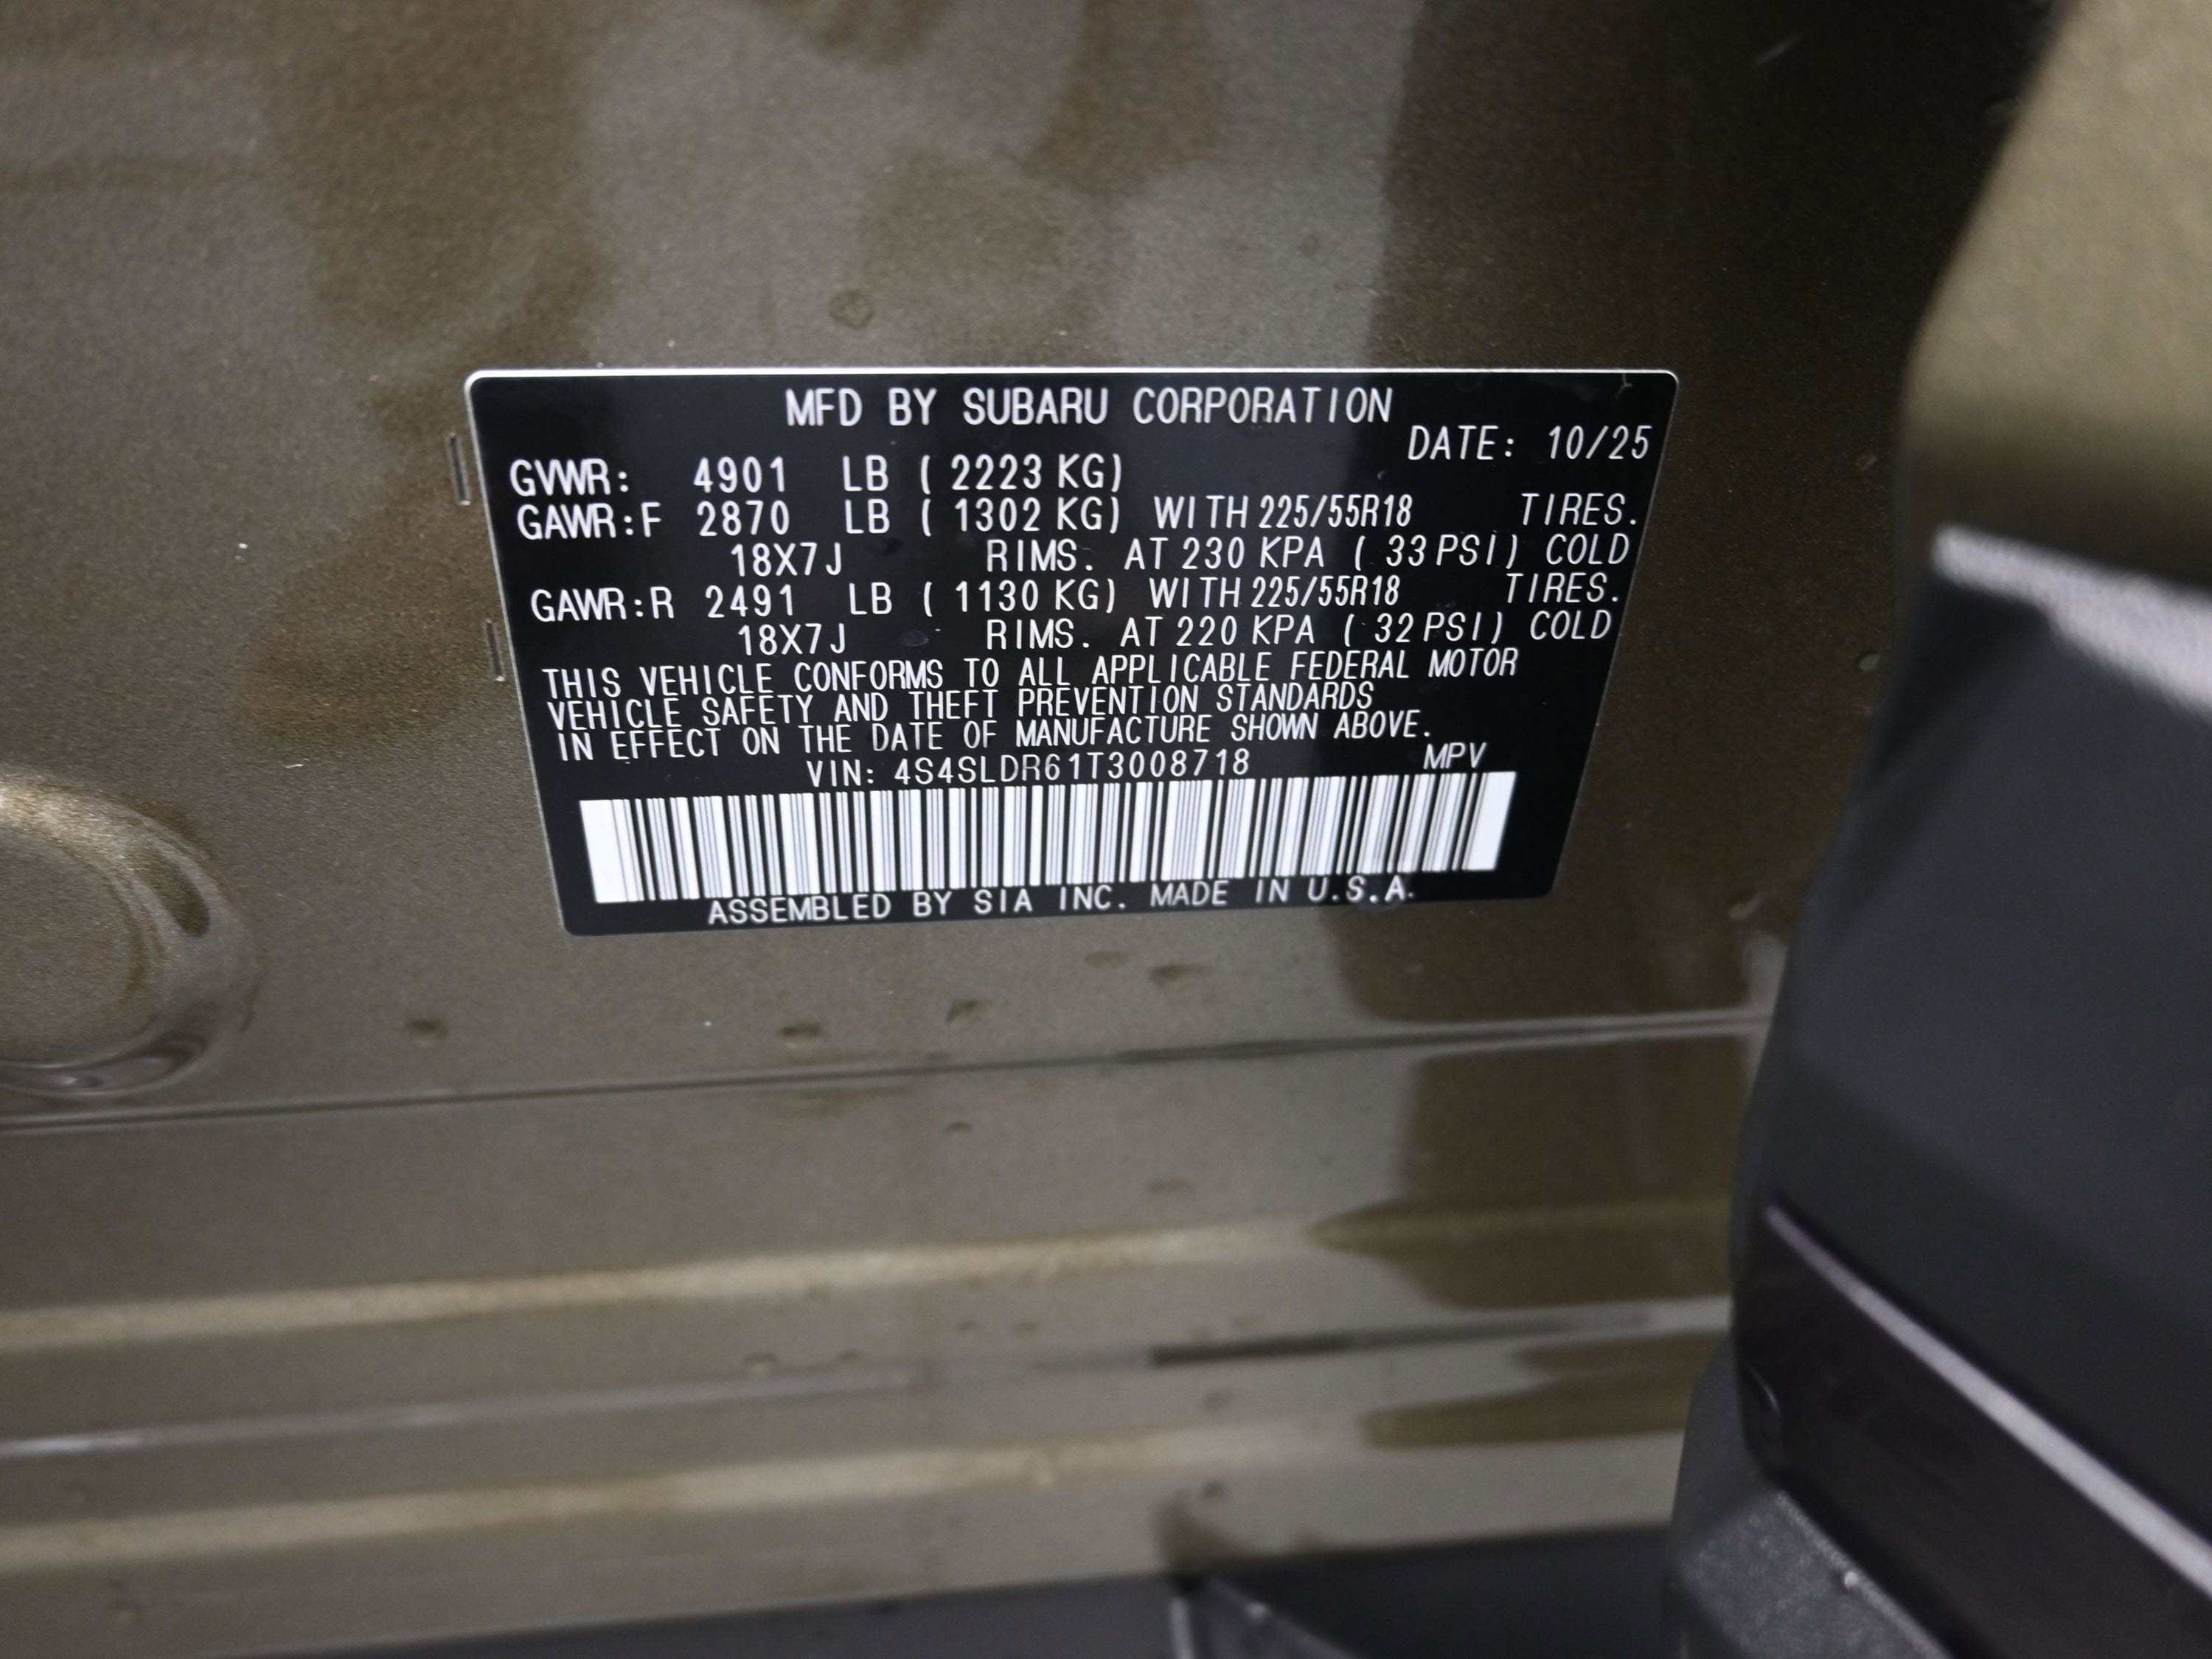 MFD BY SUBARU CORPORATION
DATE: 10/25
GVWR: 4901 LB ( 2223 KG)
GAWR:F 2870 LB ( 1302 KG) WITH 225/55R18 TIRES.
18X7J RIMS. AT 230 KPA ( 33 PSI) COLD
GAWR:R 2491 LB ( 1130 KG) WITH 225/55R18 TIRES.
18X7J RIMS. AT 220 KPA ( 32 PSI) COLD
THIS VEHICLE CONFORMS TO ALL APPLICABLE FEDERAL MOTOR
VEHICLE SAFETY AND THEFT PREVENTION STANDARDS
IN EFFECT ON THE DATE OF MANUFACTURE SHOWN ABOVE.
VIN: 4S4SLDR61T3008718 MPV
ASSEMBLED BY SIA INC. MADE IN U.S.A.